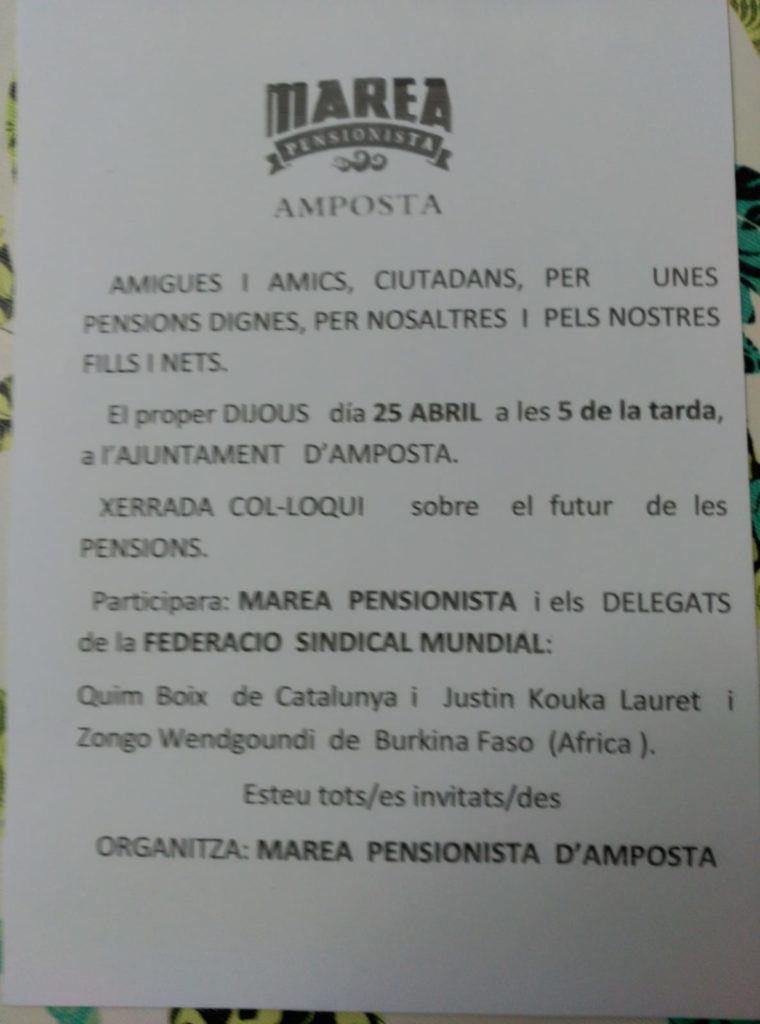 MAREA
PENSIONISTA
AMPOSTA
AMIGUES I AMICS, CIUTADANS, PER UNES
PENSIONS DIGNES, PER NOSALTRES I PELS NOSTRES
FILLS I NETS.
El proper DIJOUS día 25 ABRIL a les 5 de la tarda,
a l'AJUNTAMENT D'AMPOSTA.
XERRADA COL-LOQUI sobre el futur de les
PENSIONS.
Participara: MAREA PENSIONISTA i els DELEGATS
de la FEDERACIO SINDICAL MUNDIAL:
Quim Boix de Catalunya i Justin Kouka Lauret i
Zongo Wendgoundi de Burkina Faso (Africa ).
Esteu tots/es invitats/des
ORGANITZA: MAREA PENSIONISTA D'AMPOSTA